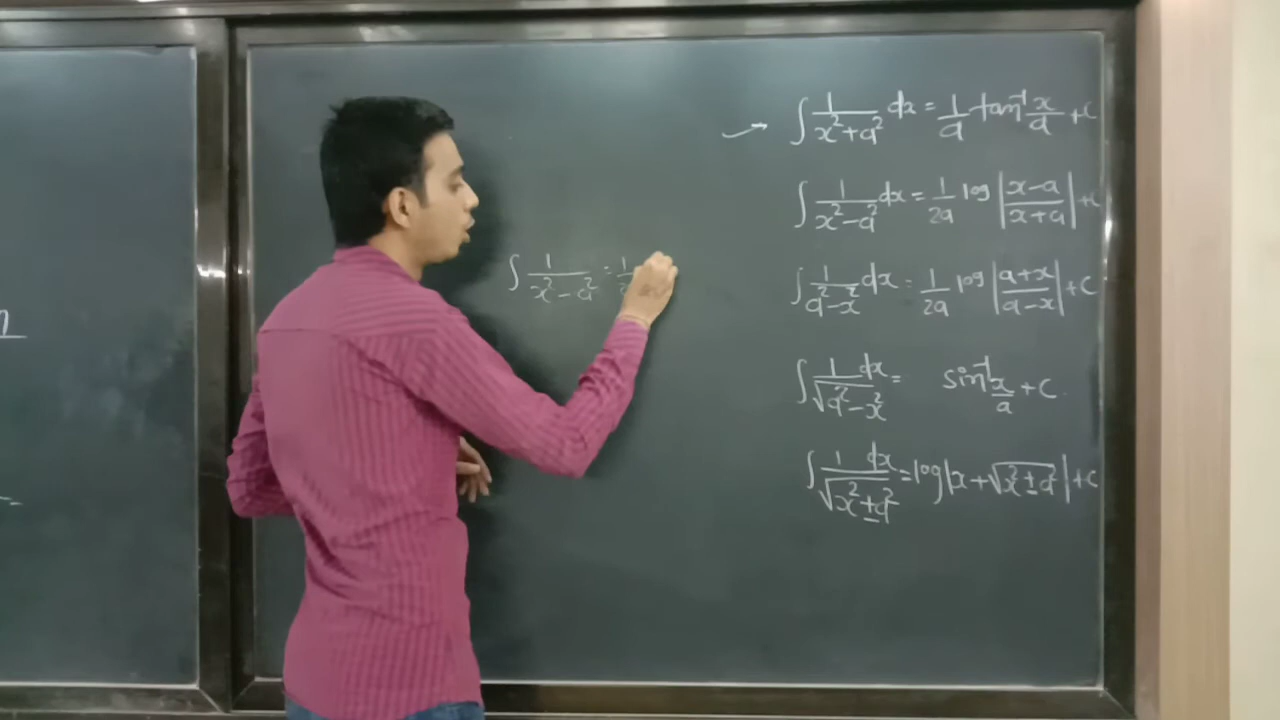 ∫ 1/(x²+a²) dx = 1/a tan⁻¹ x/a + C
∫ 1/(x²-a²) dx = 1/2a log |(x-a)/(x+a)| + C
∫ 1/(a²-x²) dx = 1/2a log |(a+x)/(a-x)| + C
∫ 1/√(a²-x²) dx = sin⁻¹ x/a + C
∫ 1/√(x²±a²) dx = log|x + √(x²±a²)| + C
∫ 1/(x²-a²) = 1/2